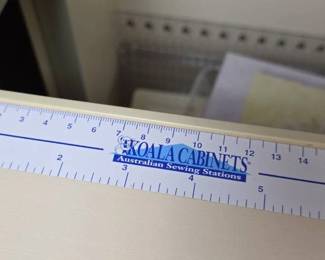 3 4 5 6 7 8 9 10 11 12 13 14
KOALA CABINETS
Australian Sewing Stations
2 3 4 5